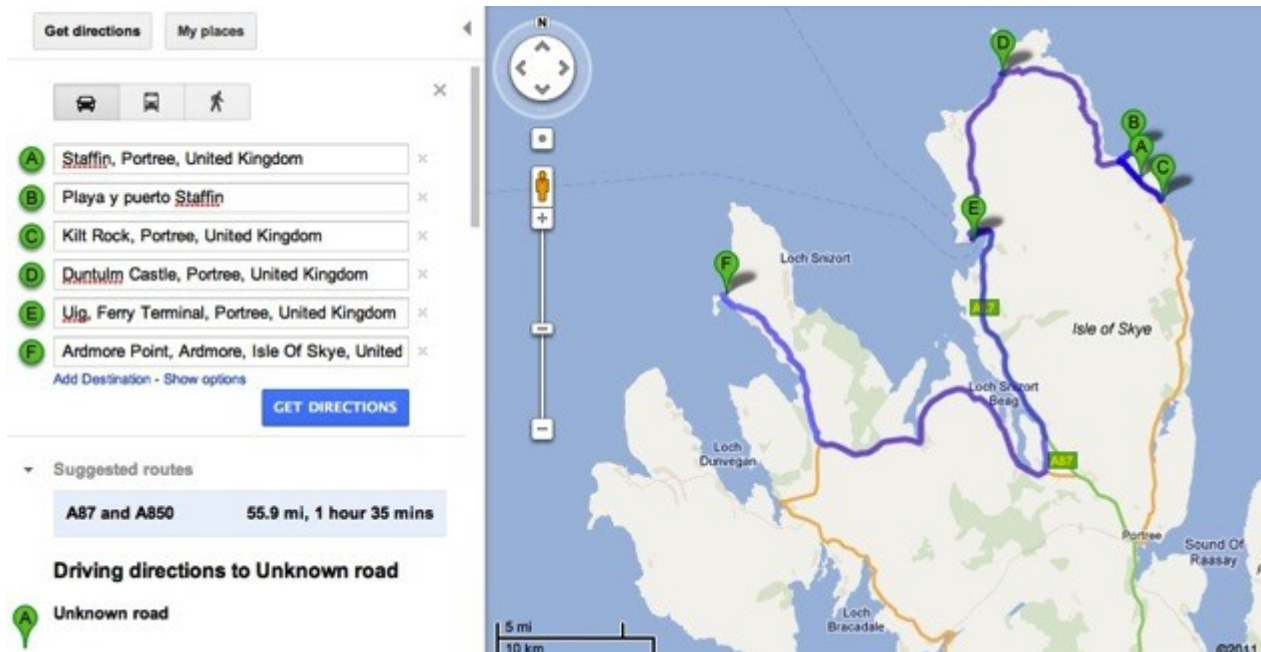 Get directions My places
A Staffin, Portree, United Kingdom
B Playa y puerto Staffin
C Kilt Rock, Portree, United Kingdom
D Duntulm Castle, Portree, United Kingdom
E Uig, Ferry Terminal, Portree, United Kingdom
F Ardmore Point, Ardmore, Isle Of Skye, United
Add Destination - Show options
GET DIRECTIONS
Suggested routes
A87 and A850 55.9 mi, 1 hour 35 mins
Driving directions to Unknown road
A Unknown road
N
D
B
A
C
E
F
Loch Snizort
A87
Isle of Skye
Loch Snizort
Beag
Loch
Dunvegan
A87
Portree
Sound Of
Raasay
Loch
Bracadale
5 mi
10 km
©2011